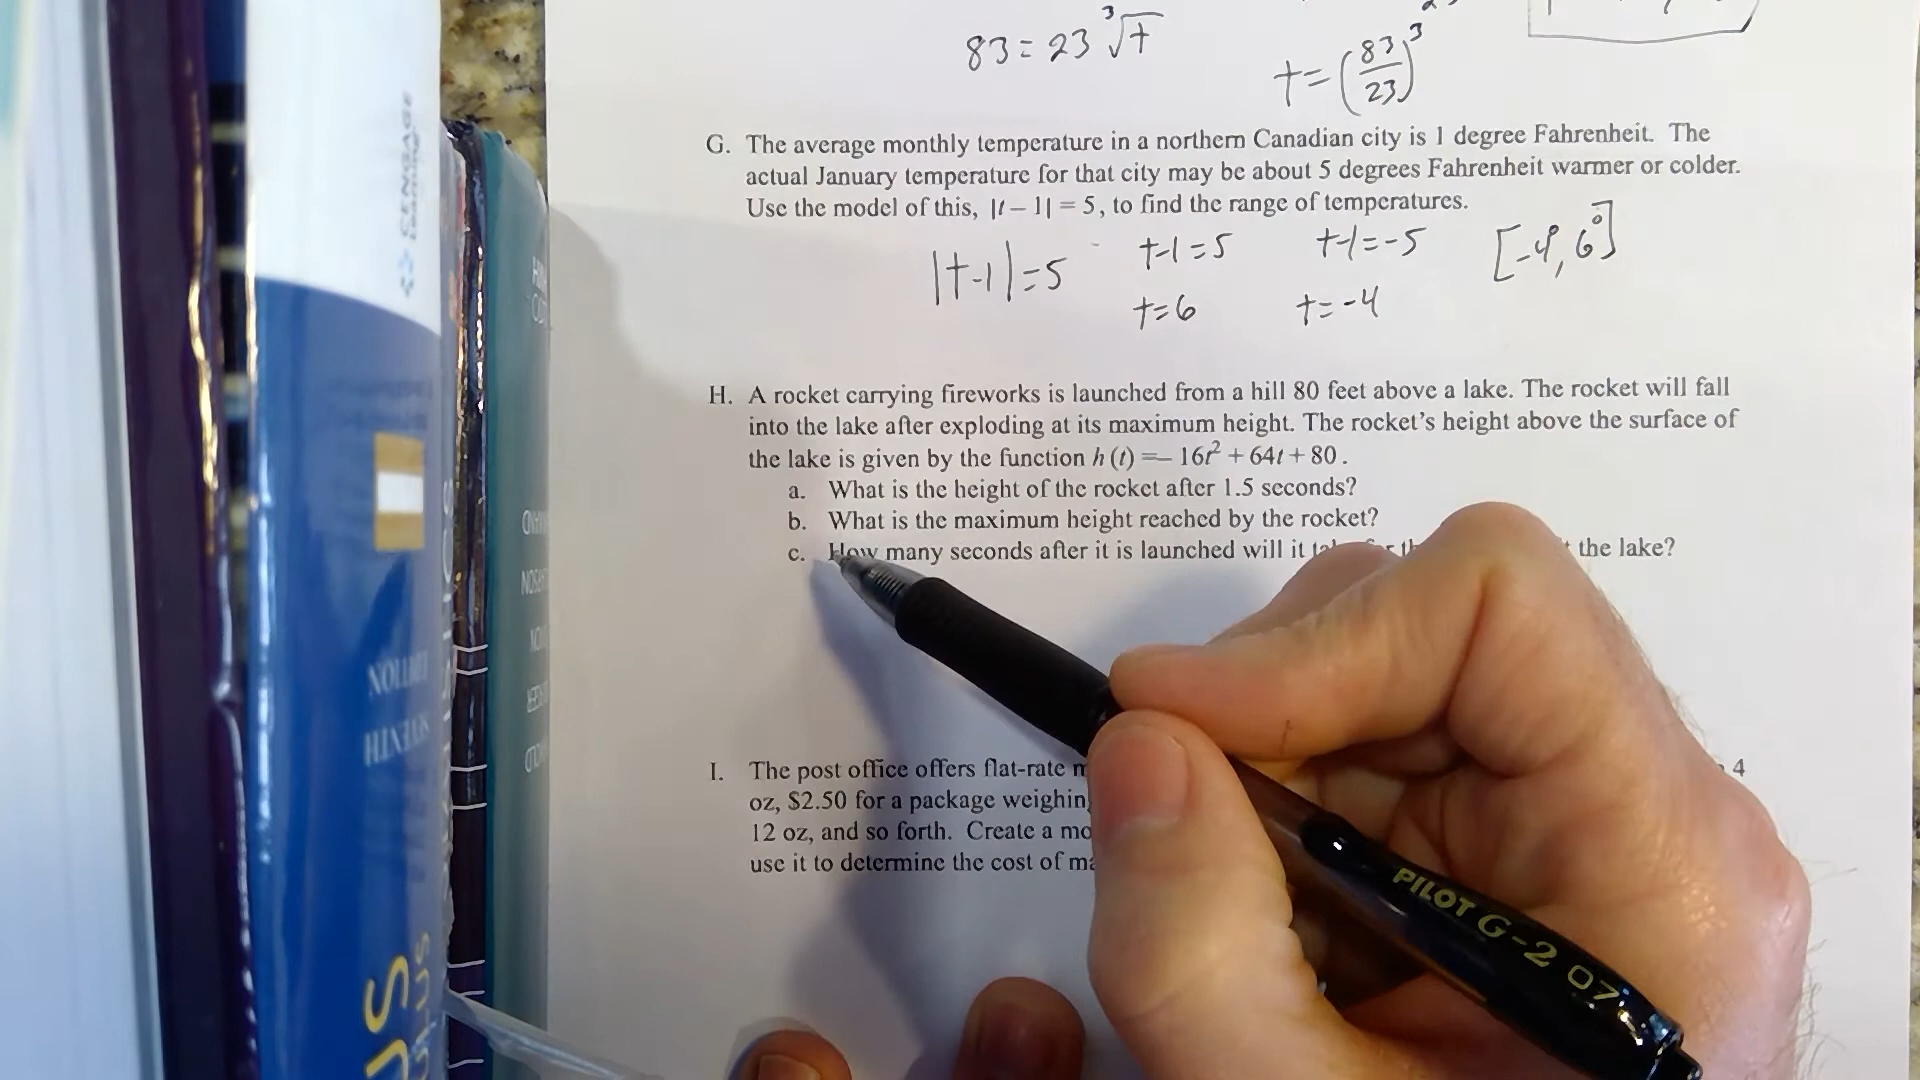 83 = 23 ∛t
t = (83/23)^3
G. The average monthly temperature in a northern Canadian city is 1 degree Fahrenheit. The
actual January temperature for that city may be about 5 degrees Fahrenheit warmer or colder.
Use the model of this, |t – 1| = 5, to find the range of temperatures.
|t-1| = 5
t-1 = 5
t-1 = -5
[-4, 6°]
t = 6
t = -4
H. A rocket carrying fireworks is launched from a hill 80 feet above a lake. The rocket will fall
into the lake after exploding at its maximum height. The rocket's height above the surface of
the lake is given by the function h (t) =– 16t² + 64t + 80.
a. What is the height of the rocket after 1.5 seconds?
b. What is the maximum height reached by the rocket?
c. How many seconds after it is launched will it the lake?
I. The post office offers flat-rate 4
oz, $2.50 for a package
12 oz, and so forth. Create a
use it to determine the cost of
CENGAGE
Learning
SEVENTH
EDITION
PILOT G-2 07